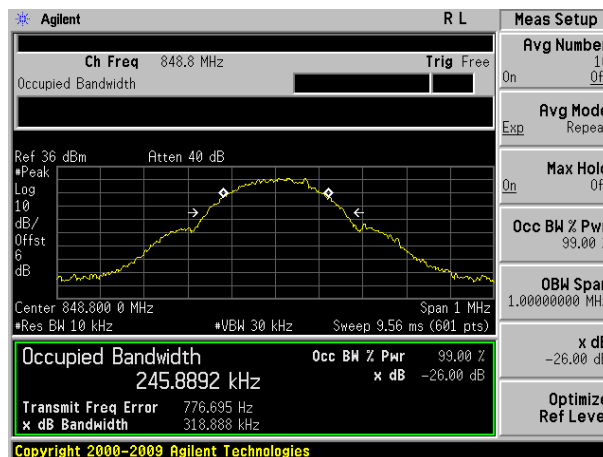 Agilent R L Meas Setup
Ch Freq 848.8 MHz Trig Free
Occupied Bandwidth
Ref 36 dBm Atten 40 dB
#Peak
Log
10
dB/
Offst
6
dB
Center 848.800 0 MHz Span 1 MHz
#Res BW 10 kHz #VBW 30 kHz Sweep 9.56 ms (601 pts)
Occupied Bandwidth
245.8892 kHz
Occ BW % Pwr 99.00 %
x dB -26.00 dB
Transmit Freq Error 776.695 Hz
x dB Bandwidth 318.888 kHz
Copyright 2000-2009 Agilent Technologies
Avg Number
On
Avg Mode
Exp Repea
Max Hold
On Of
Occ BW % Pwr
99.00
OBW Span
1.00000000 MH
x dB
-26.00 d
Optimize
Ref Leve